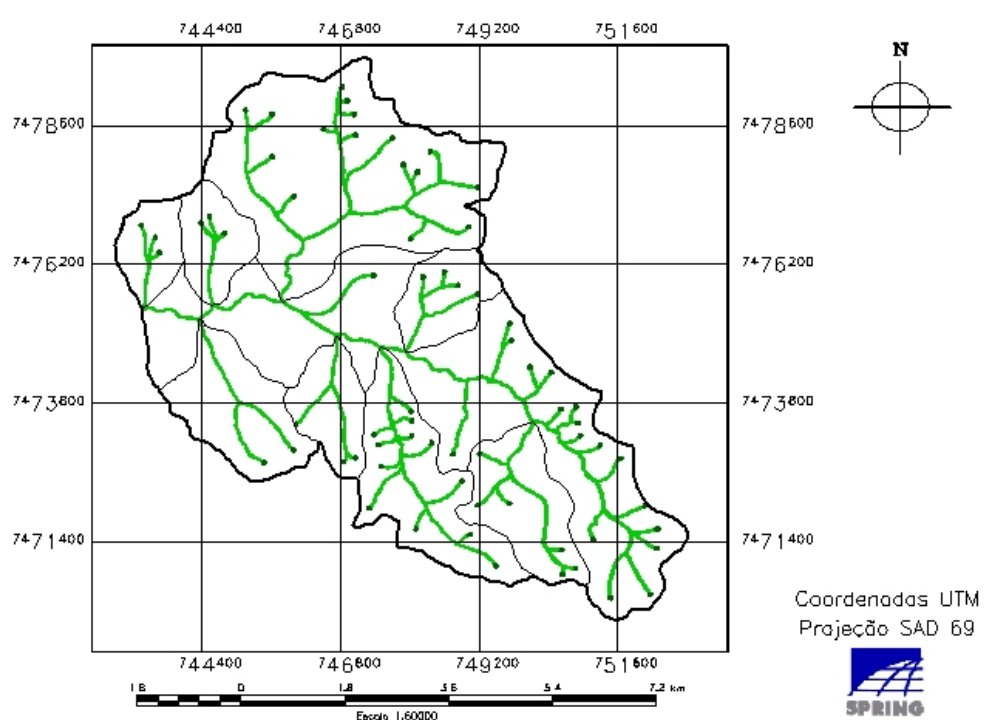 744400 746800 749200 751600
N
7478600 7478600
7476200 7476200
7473800 7473800
7471400 7471400
Coordenadas UTM
Projeção SAD 69
744400 746800 749200 751600
1.8 0 1.8 3.6 5.4 7.2 km
Escala 1:60000
SPRING